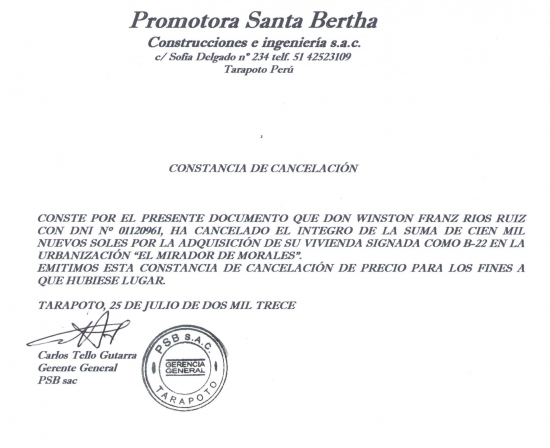 Promotora Santa Bertha
Construcciones e ingeniería s.a.c.
c/ Sofia Delgado nº 234 telf. 51 42523109
Tarapoto Perú
CONSTANCIA DE CANCELACIÓN
CONSTE POR EL PRESENTE DOCUMENTO QUE DON WINSTON FRANZ RIOS RUIZ
CON DNI Nº 01120961, HA CANCELADO EL INTEGRO DE LA SUMA DE CIEN MIL
NUEVOS SOLES POR LA ADQUISICIÓN DE SU VIVIENDA SIGNADA COMO B-22 EN LA
URBANIZACIÓN “EL MIRADOR DE MORALES”.
EMITIMOS ESTA CONSTANCIA DE CANCELACIÓN DE PRECIO PARA LOS FINES A
QUE HUBIESE LUGAR.
TARAPOTO, 25 DE JULIO DE DOS MIL TRECE
Carlos Tello Gutarra
Gerente General
PSB sac
PSB S.A.C.
GERENCIA
GENERAL
TARAPOTO